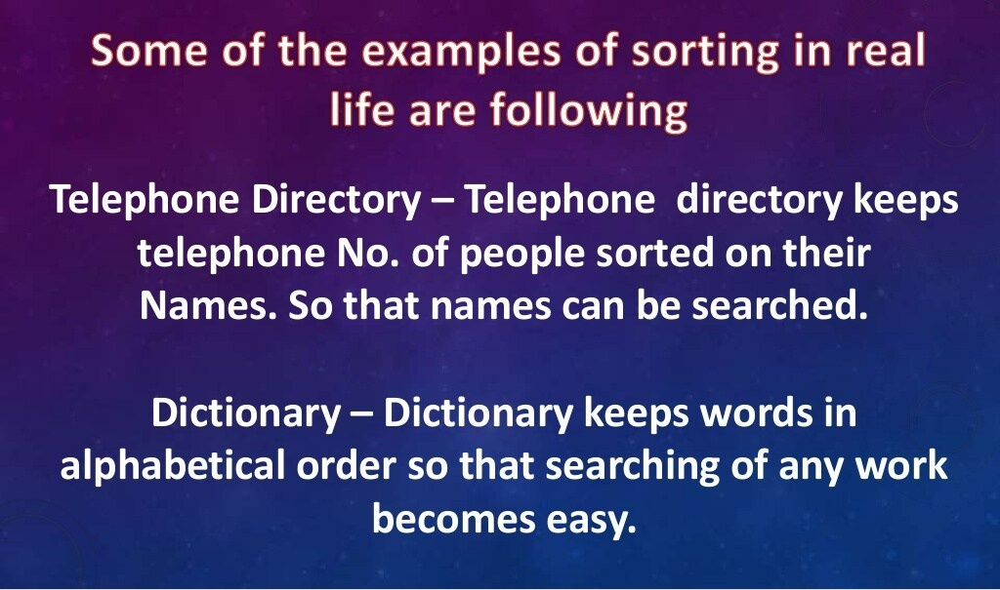 Some of the examples of sorting in real
life are following
Telephone Directory – Telephone  directory keeps
telephone No. of people sorted on their
Names. So that names can be searched.
Dictionary – Dictionary keeps words in
alphabetical order so that searching of any work
becomes easy.